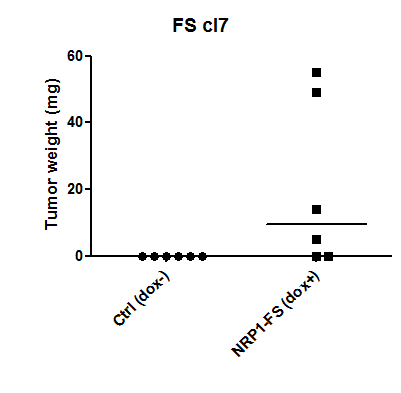 FS cl7
Tumor weight (mg)
60
40
20
0
Ctrl (dox-)
NRP1-FS (dox+)